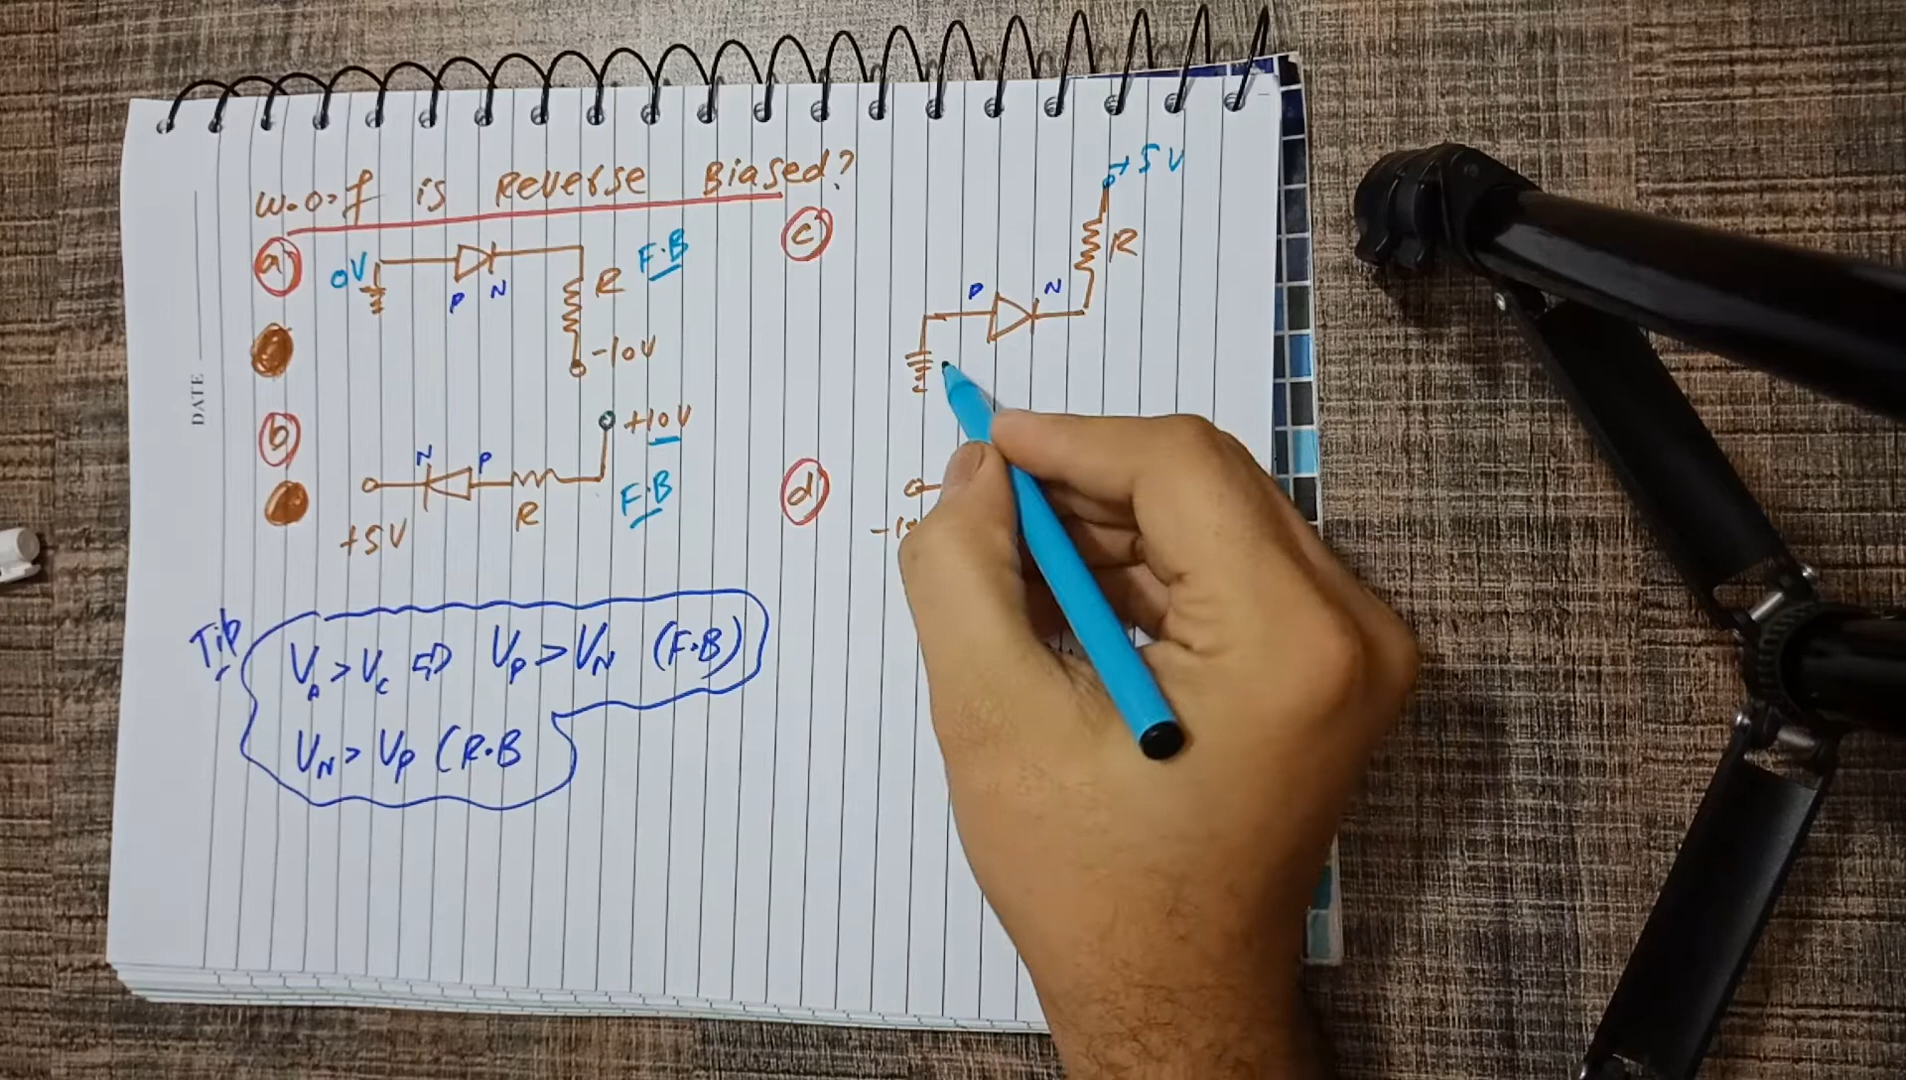 w.o.f is Reverse Biased?
a
0V
P N
R
F.B
-10V
b
+10V
N P
R
F.B
+5V
c
+5V
R
P N
d
Tip
VA > VC ⇨ VP > VN (F.B)
VN > VP (R.B
DATE